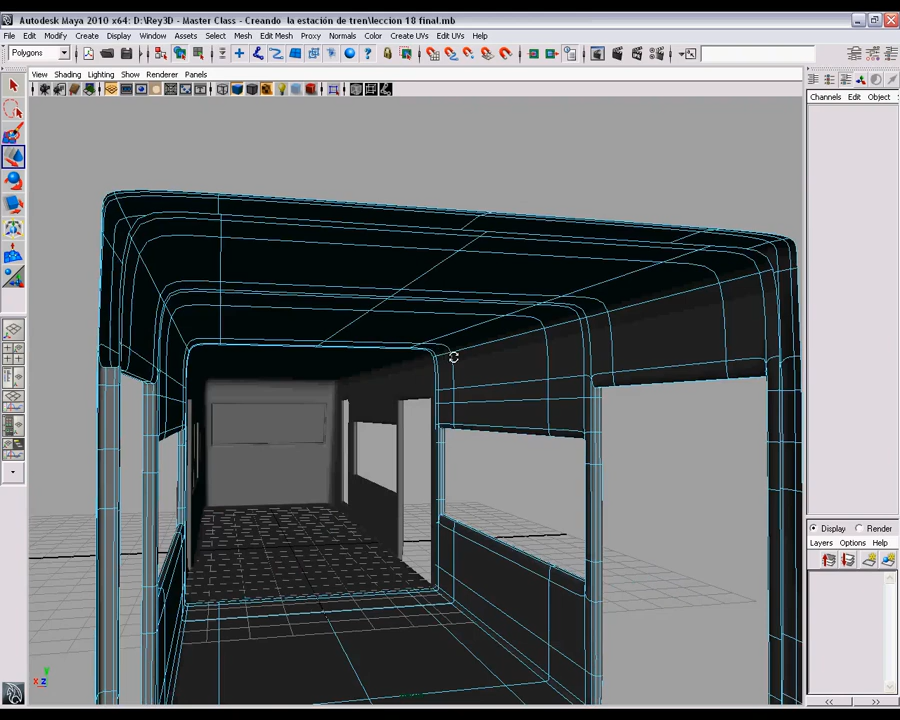 Autodesk Maya 2010 x64: D:\Rey3D - Master Class - Creando la estación de tren\leccion 18 final.mb
File Edit Modify Create Display Window Assets Select Mesh Edit Mesh Proxy Normals Color Create UVs Edit UVs Help
Polygons
View Shading Lighting Show Renderer Panels
Channels Edit Object
Display Render
Layers Options Help